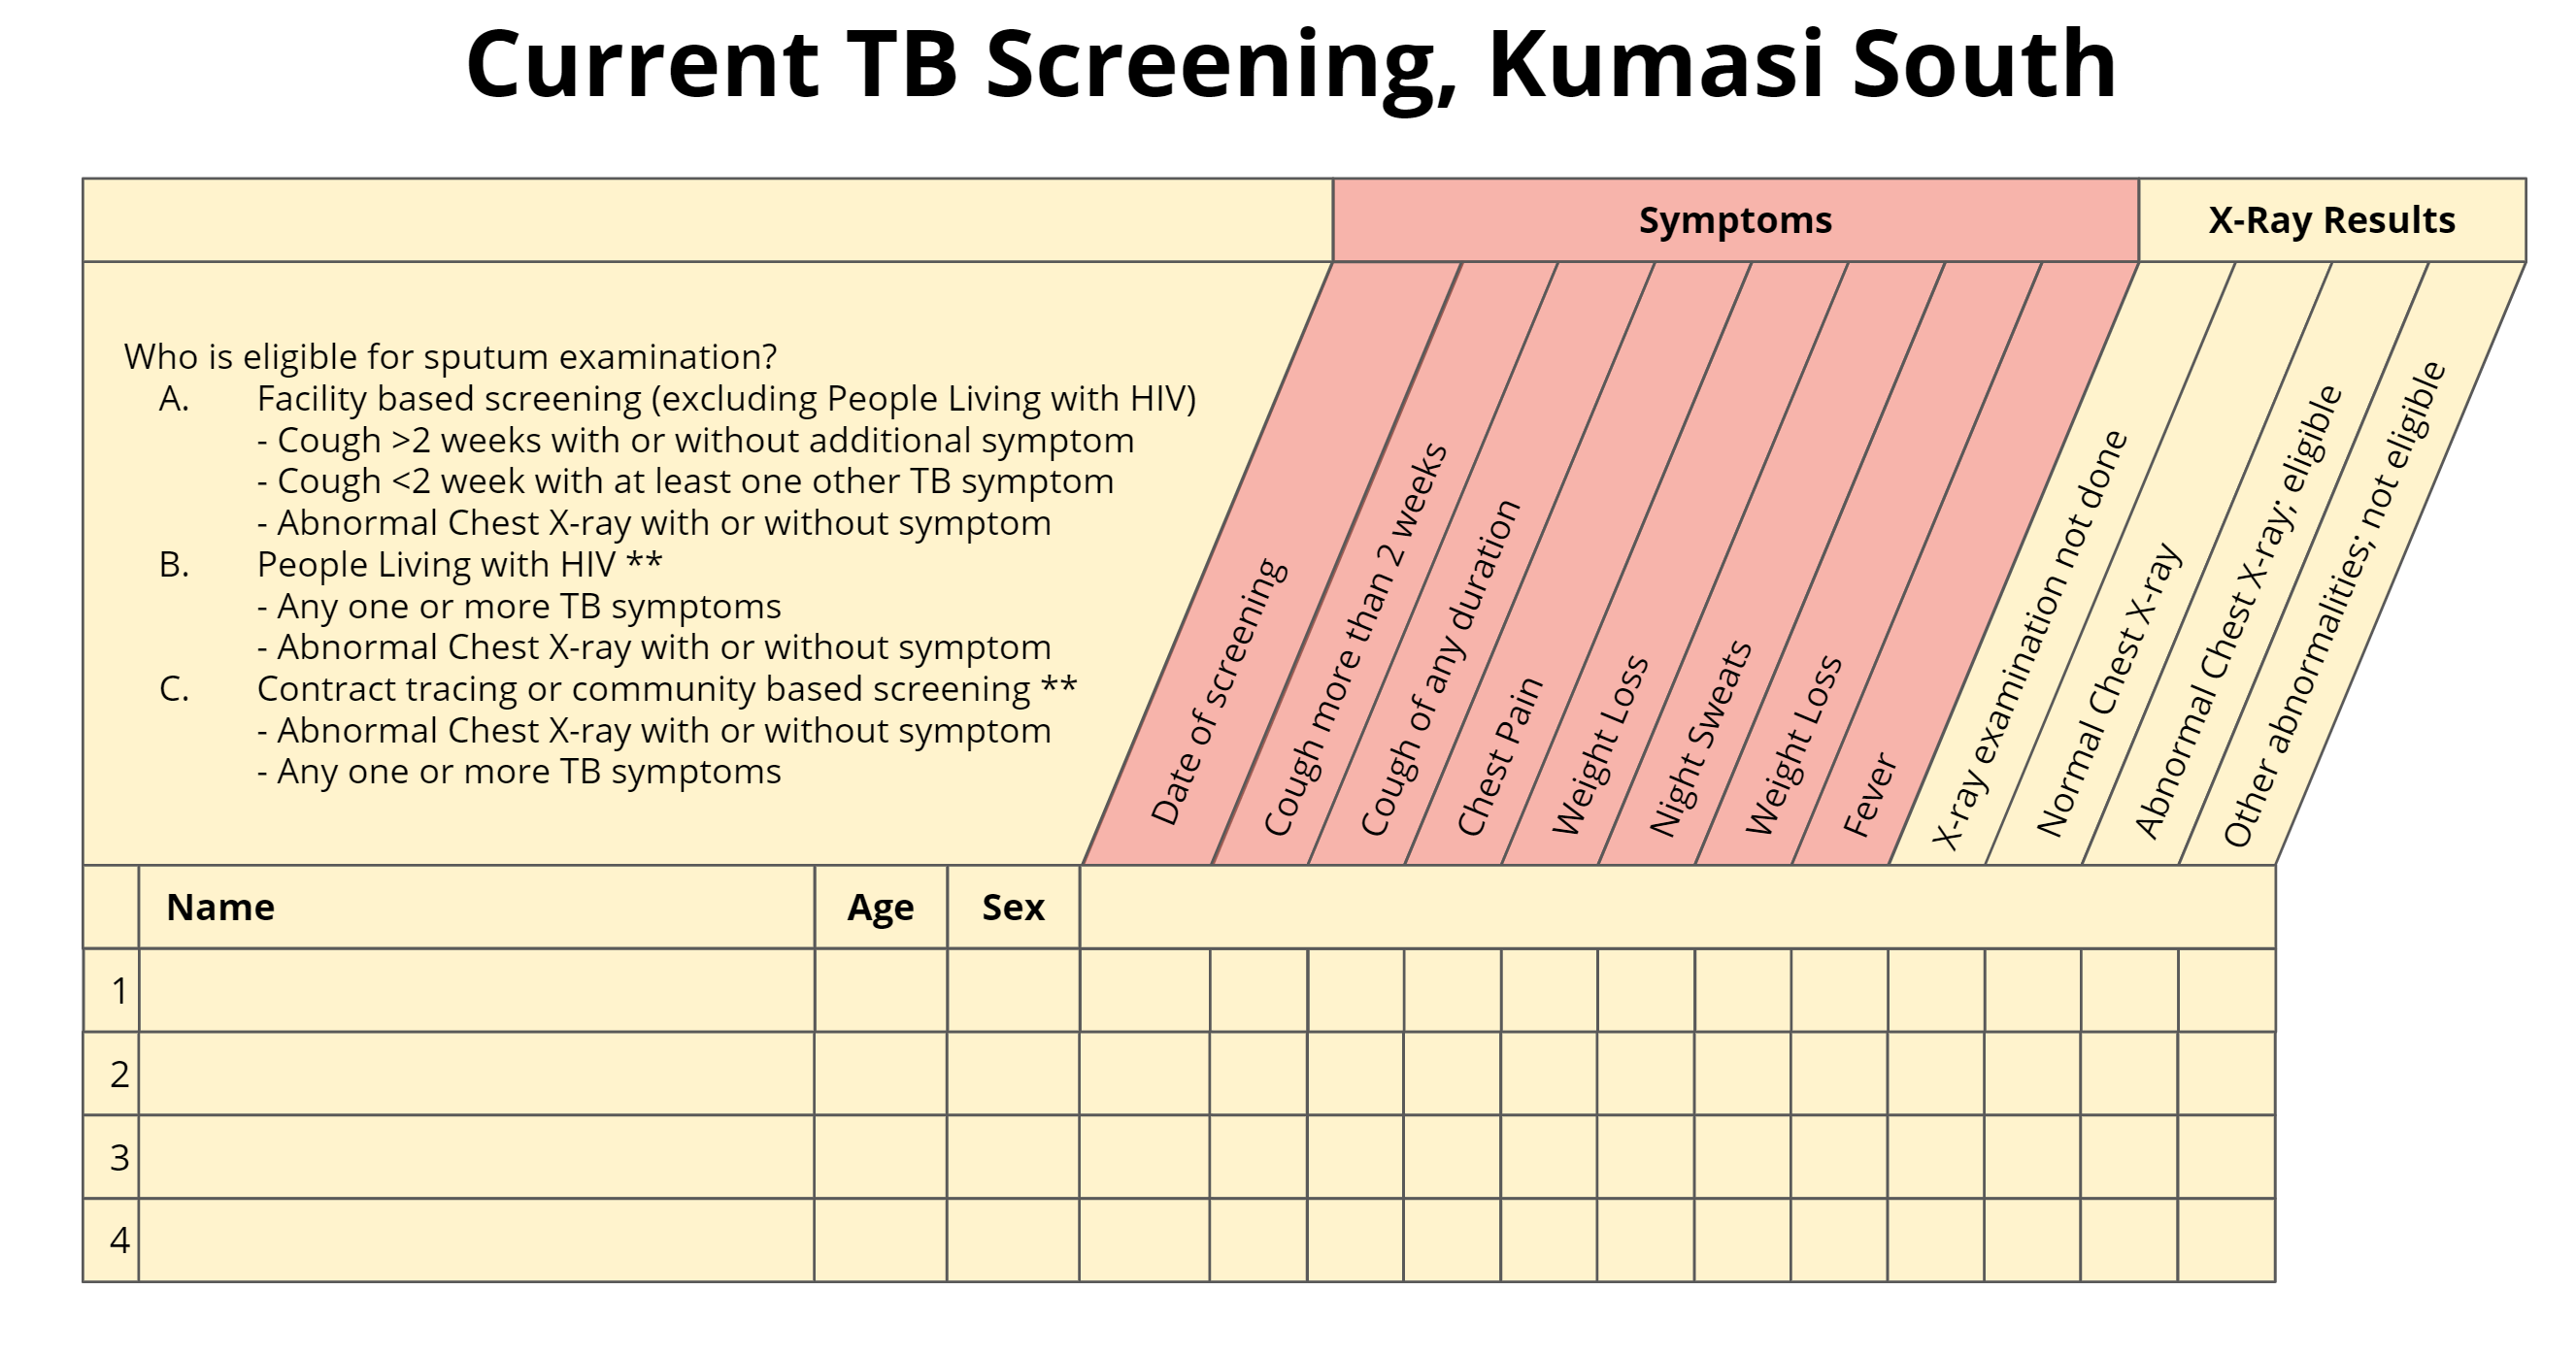 Current TB Screening, Kumasi South
Symptoms
X-Ray Results
Who is eligible for sputum examination?
A. Facility based screening (excluding People Living with HIV)
- Cough >2 weeks with or without additional symptom
- Cough <2 week with at least one other TB symptom
- Abnormal Chest X-ray with or without symptom
B. People Living with HIV **
- Any one or more TB symptoms
- Abnormal Chest X-ray with or without symptom
C. Contract tracing or community based screening **
- Abnormal Chest X-ray with or without symptom
- Any one or more TB symptoms
Date of screening
Cough more than 2 weeks
Cough of any duration
Chest Pain
Weight Loss
Night Sweats
Weight Loss
Fever
X-ray examination not done
Normal Chest X-ray
Abnormal Chest X-ray; eligible
Other abnormalities; not eligible
Name
Age
Sex
1
2
3
4